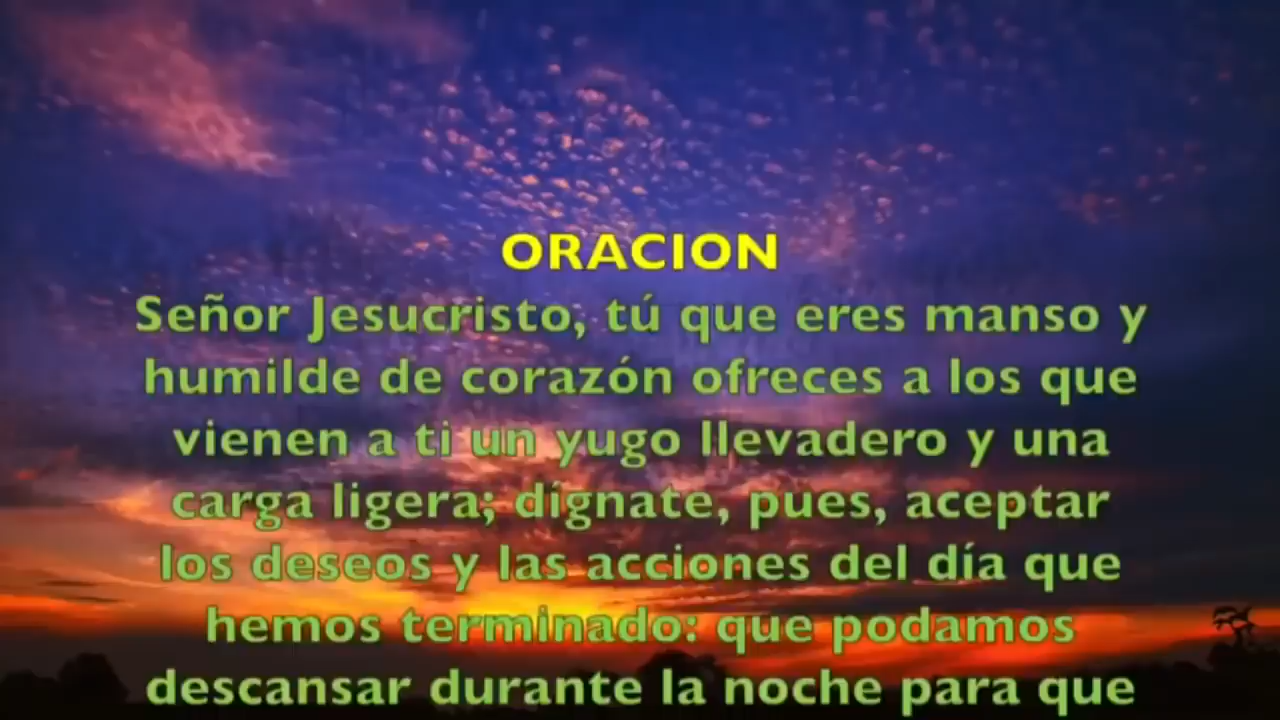 ORACION
Señor Jesucristo, tú que eres manso y
humilde de corazón ofreces a los que
vienen a ti un yugo llevadero y una
carga ligera; dígnate, pues, aceptar
los deseos y las acciones del día que
hemos terminado: que podamos
descansar durante la noche para que